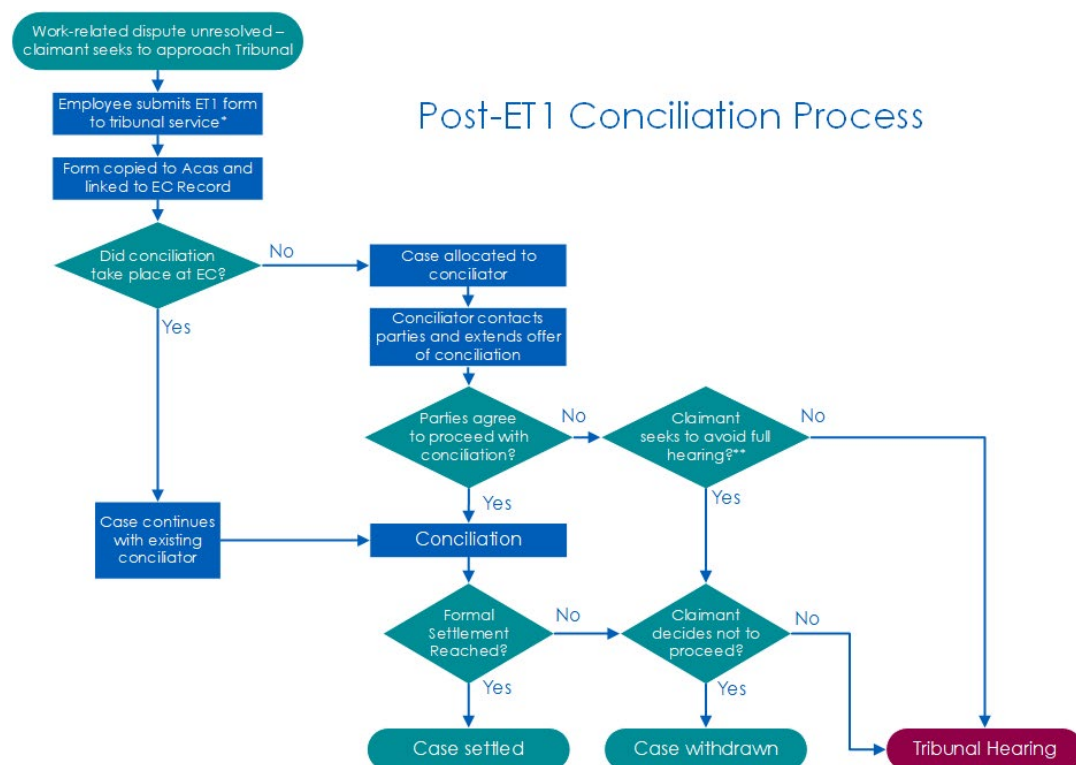 Work-related dispute unresolved –
claimant seeks to approach Tribunal
Employee submits ET1 form
to tribunal service*
Post-ET1 Conciliation Process
Form copied to Acas and
linked to EC Record
Did conciliation
take place at EC?
No
Case allocated to
conciliator
Yes
Conciliator contacts
parties and extends offer
of conciliation
Parties agree
to proceed with
conciliation?
No
Claimant
seeks to avoid full
hearing?**
No
Yes
Yes
Case continues
with existing
conciliator
Conciliation
Formal
Settlement
Reached?
No
Claimant
decides not to
proceed?
No
Yes
Yes
Case settled
Case withdrawn
Tribunal Hearing